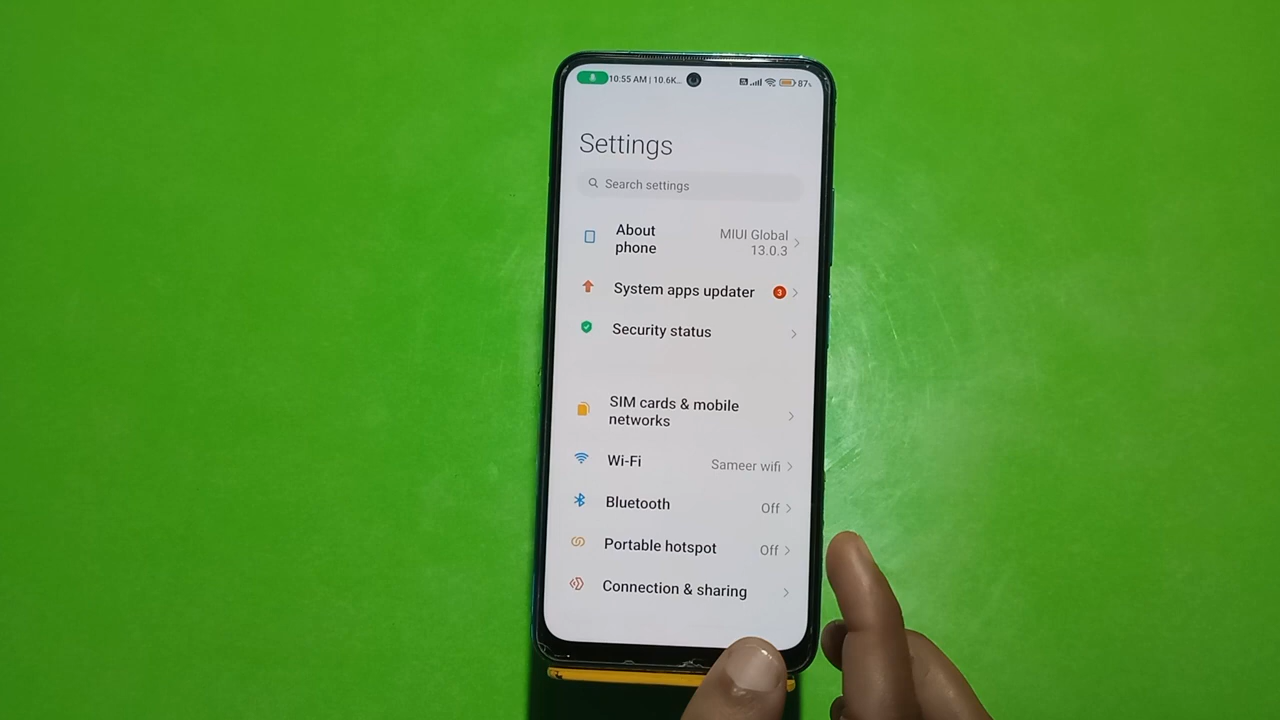 10:55 AM | 10.6K... 87%
Settings
Search settings
About
phone
MIUI Global
13.0.3
System apps updater 3
Security status
SIM cards & mobile
networks
Wi-Fi Sameer wifi
Bluetooth Off
Portable hotspot Off
Connection & sharing